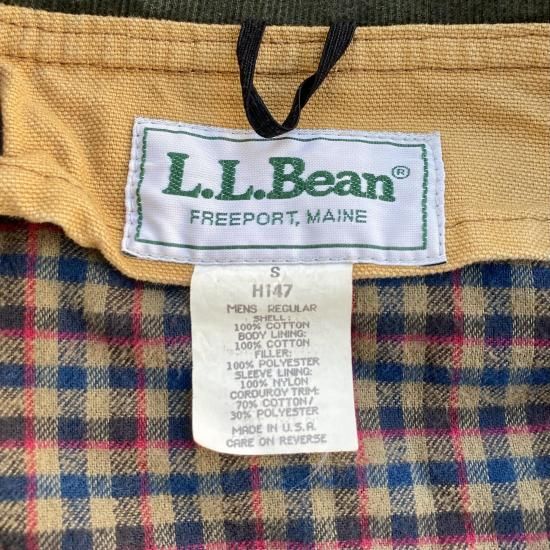 L.L.Bean®
FREEPORT, MAINE
S
H147
MENS REGULAR
SHELL:
100% COTTON
BODY LINING:
100% COTTON
FILLER:
100% POLYESTER
SLEEVE LINING:
100% NYLON
CORDUROY TRIM:
70% COTTON/
30% POLYESTER
MADE IN U.S.A.
CARE ON REVERSE